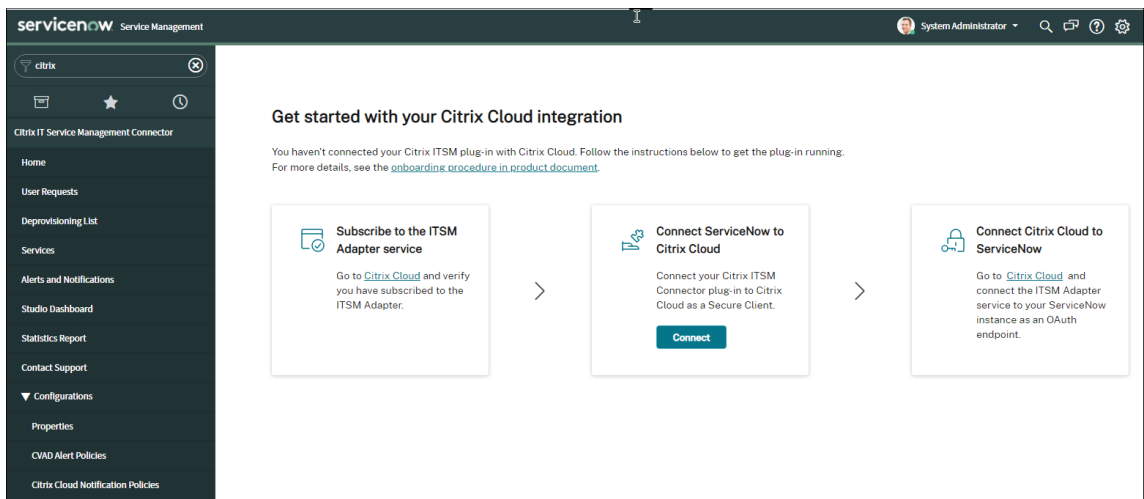 servicenow Service Management
System Administrator
citrix
Citrix IT Service Management Connector
Home
User Requests
Deprovisioning List
Services
Alerts and Notifications
Studio Dashboard
Statistics Report
Contact Support
Configurations
Properties
CVAD Alert Policies
Citrix Cloud Notification Policies
Get started with your Citrix Cloud integration
You haven't connected your Citrix ITSM plug-in with Citrix Cloud. Follow the instructions below to get the plug-in running.
For more details, see the onboarding procedure in product document.
Subscribe to the ITSM
Adapter service
Go to Citrix Cloud and verify
you have subscribed to the
ITSM Adapter.
Connect ServiceNow to
Citrix Cloud
Connect your Citrix ITSM
Connector plug-in to Citrix
Cloud as a Secure Client.
Connect
Connect Citrix Cloud to
ServiceNow
Go to Citrix Cloud and
connect the ITSM Adapter
service to your ServiceNow
instance as an OAuth
endpoint.